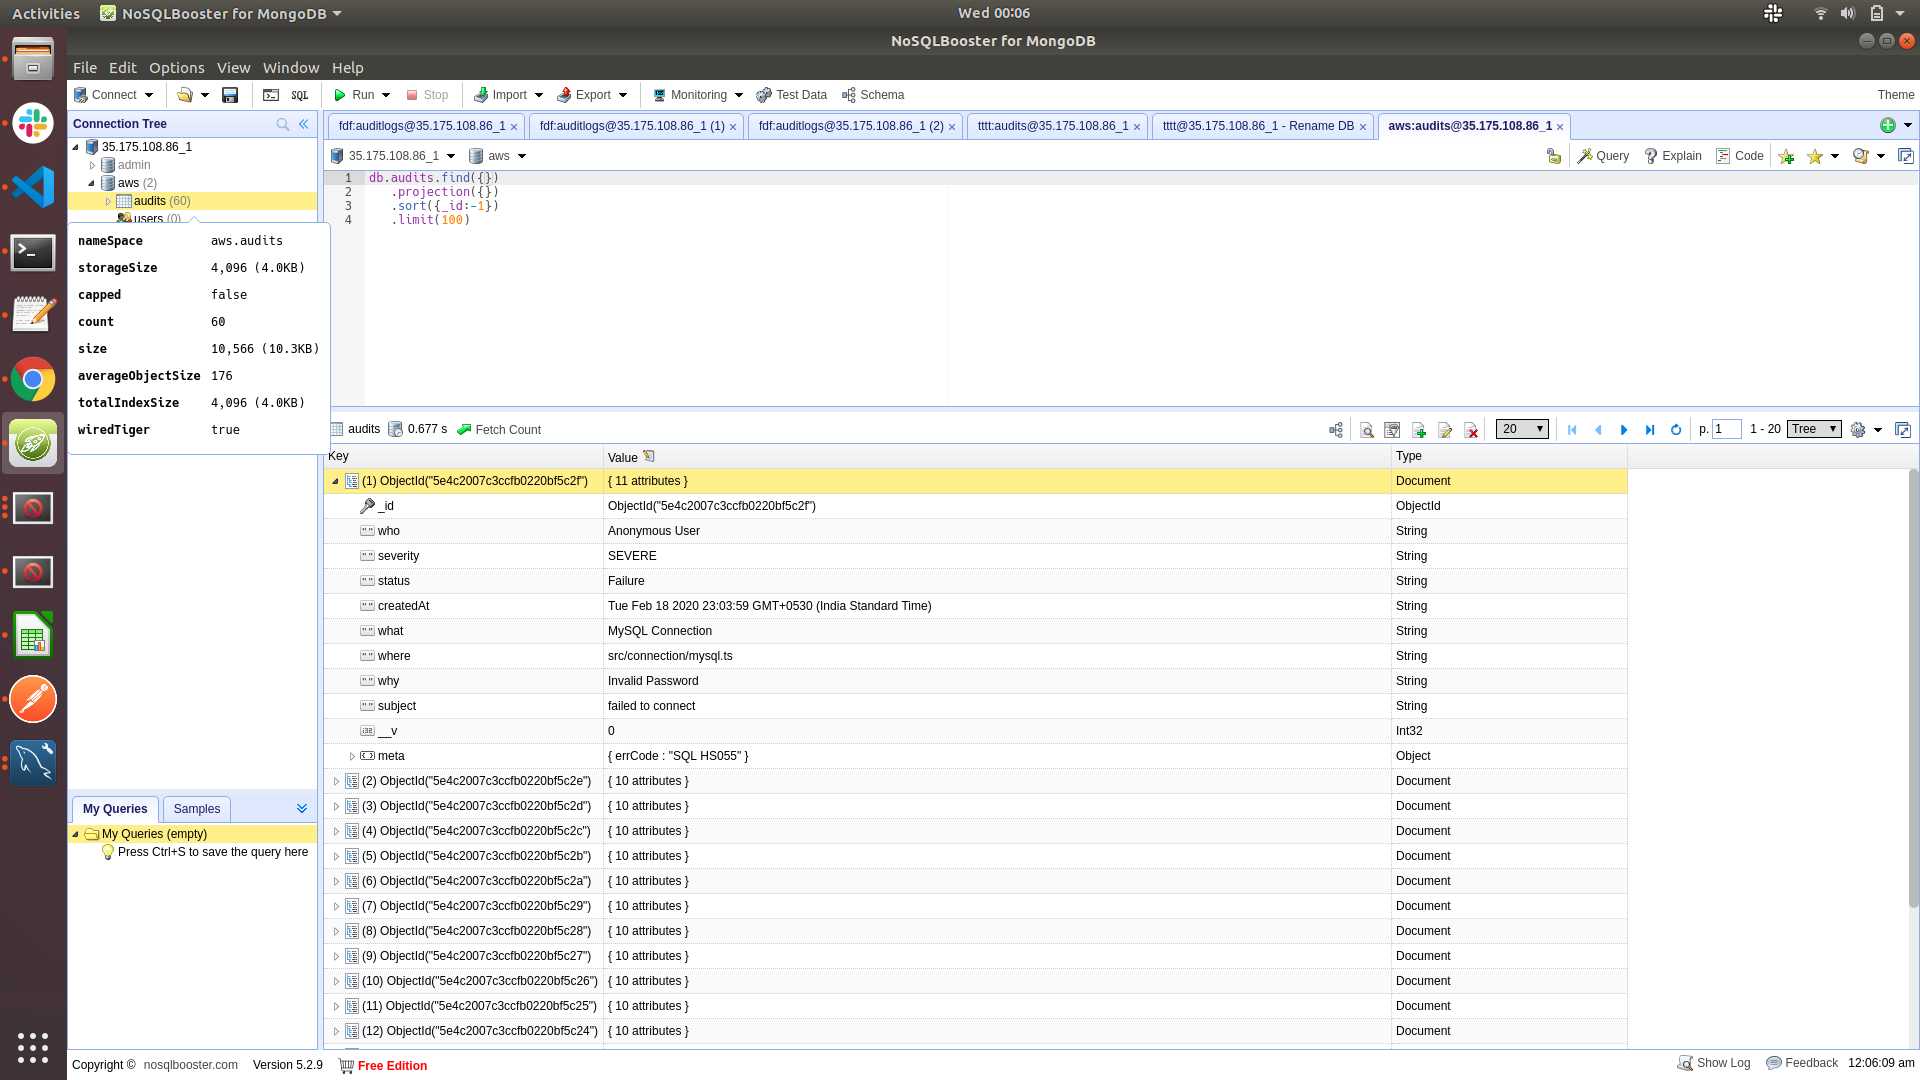 Activities NoSQLBooster for MongoDB Wed 00:06
NoSQLBooster for MongoDB
File Edit Options View Window Help
Connect SQL Run Stop Import Export Monitoring Test Data Schema Theme
Connection Tree
fdf:auditlogs@35.175.108.86_1 × fdf:auditlogs@35.175.108.86_1 (1) × fdf:auditlogs@35.175.108.86_1 (2) × tttt:audits@35.175.108.86_1 × tttt@35.175.108.86_1 - Rename DB × aws:audits@35.175.108.86_1 ×
35.175.108.86_1
admin
aws (2)
audits (60)
users (0)
35.175.108.86_1 aws Query Explain Code
1 db.audits.find({})
2 .projection({})
3 .sort({_id:-1})
4 .limit(100)
nameSpace aws.audits
storageSize 4,096 (4.0KB)
capped false
count 60
size 10,566 (10.3KB)
averageObjectSize 176
totalIndexSize 4,096 (4.0KB)
wiredTiger true
audits 0.677 s Fetch Count 20 p. 1 1 - 20 Tree
Key Value Type
(1) ObjectId("5e4c2007c3ccfb0220bf5c2f") { 11 attributes } Document
_id ObjectId("5e4c2007c3ccfb0220bf5c2f") ObjectId
who Anonymous User String
severity SEVERE String
status Failure String
createdAt Tue Feb 18 2020 23:03:59 GMT+0530 (India Standard Time) String
what MySQL Connection String
where src/connection/mysql.ts String
why Invalid Password String
subject failed to connect String
__v 0 Int32
meta { errCode : "SQL HS055" } Object
(2) ObjectId("5e4c2007c3ccfb0220bf5c2e") { 10 attributes } Document
(3) ObjectId("5e4c2007c3ccfb0220bf5c2d") { 10 attributes } Document
(4) ObjectId("5e4c2007c3ccfb0220bf5c2c") { 10 attributes } Document
(5) ObjectId("5e4c2007c3ccfb0220bf5c2b") { 10 attributes } Document
(6) ObjectId("5e4c2007c3ccfb0220bf5c2a") { 10 attributes } Document
(7) ObjectId("5e4c2007c3ccfb0220bf5c29") { 10 attributes } Document
(8) ObjectId("5e4c2007c3ccfb0220bf5c28") { 10 attributes } Document
(9) ObjectId("5e4c2007c3ccfb0220bf5c27") { 10 attributes } Document
(10) ObjectId("5e4c2007c3ccfb0220bf5c26") { 10 attributes } Document
(11) ObjectId("5e4c2007c3ccfb0220bf5c25") { 10 attributes } Document
(12) ObjectId("5e4c2007c3ccfb0220bf5c24") { 10 attributes } Document
My Queries Samples
My Queries (empty)
Press Ctrl+S to save the query here
Copyright © nosqlbooster.com Version 5.2.9 Free Edition Show Log Feedback 12:06:09 am